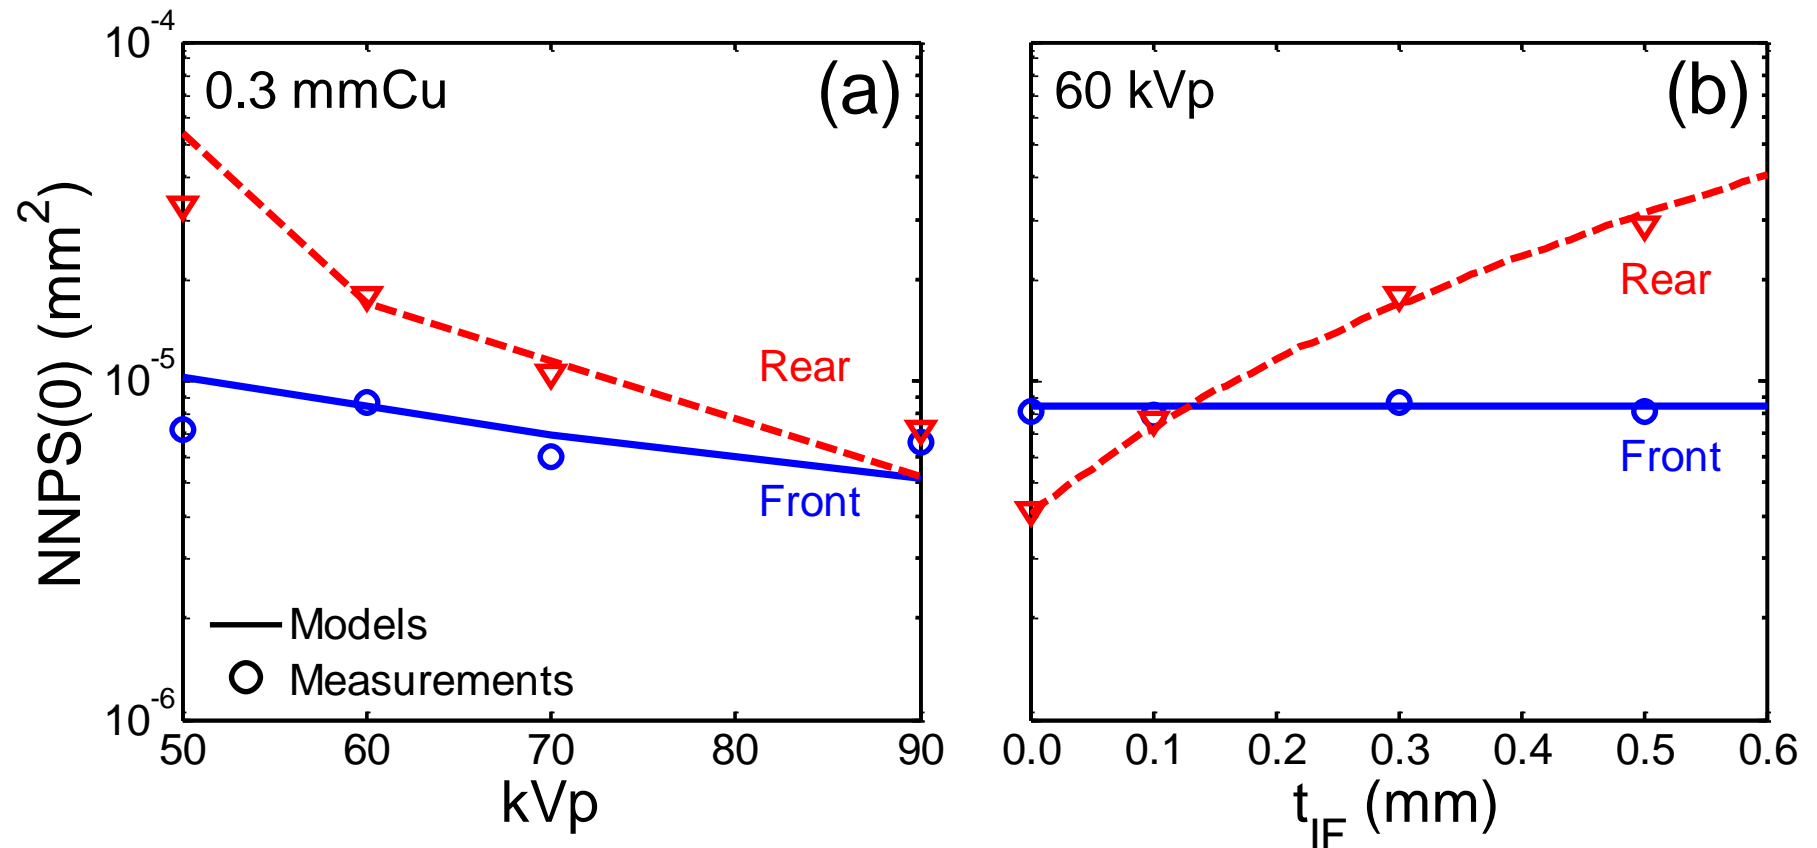 NNPS(0) (mm²)
10⁻⁴
10⁻⁵
10⁻⁶
0.3 mmCu
(a)
Rear
Front
Models
Measurements
50 60 70 80 90
kVp
60 kVp
(b)
Rear
Front
0.0 0.1 0.2 0.3 0.4 0.5 0.6
t_IF (mm)